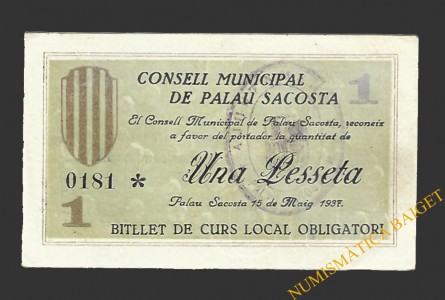 CONSELL MUNICIPAL
DE PALAU SACOSTA
1
El Consell Municipal de Palau Sacosta, reconeix
a favor del portador la quantitat de
0181 *
Una Pesseta
1
Palau Sacosta 15 de Maig 1937.
BITLLET DE CURS LOCAL OBLIGATORI
NUMISMATICA BAIGET